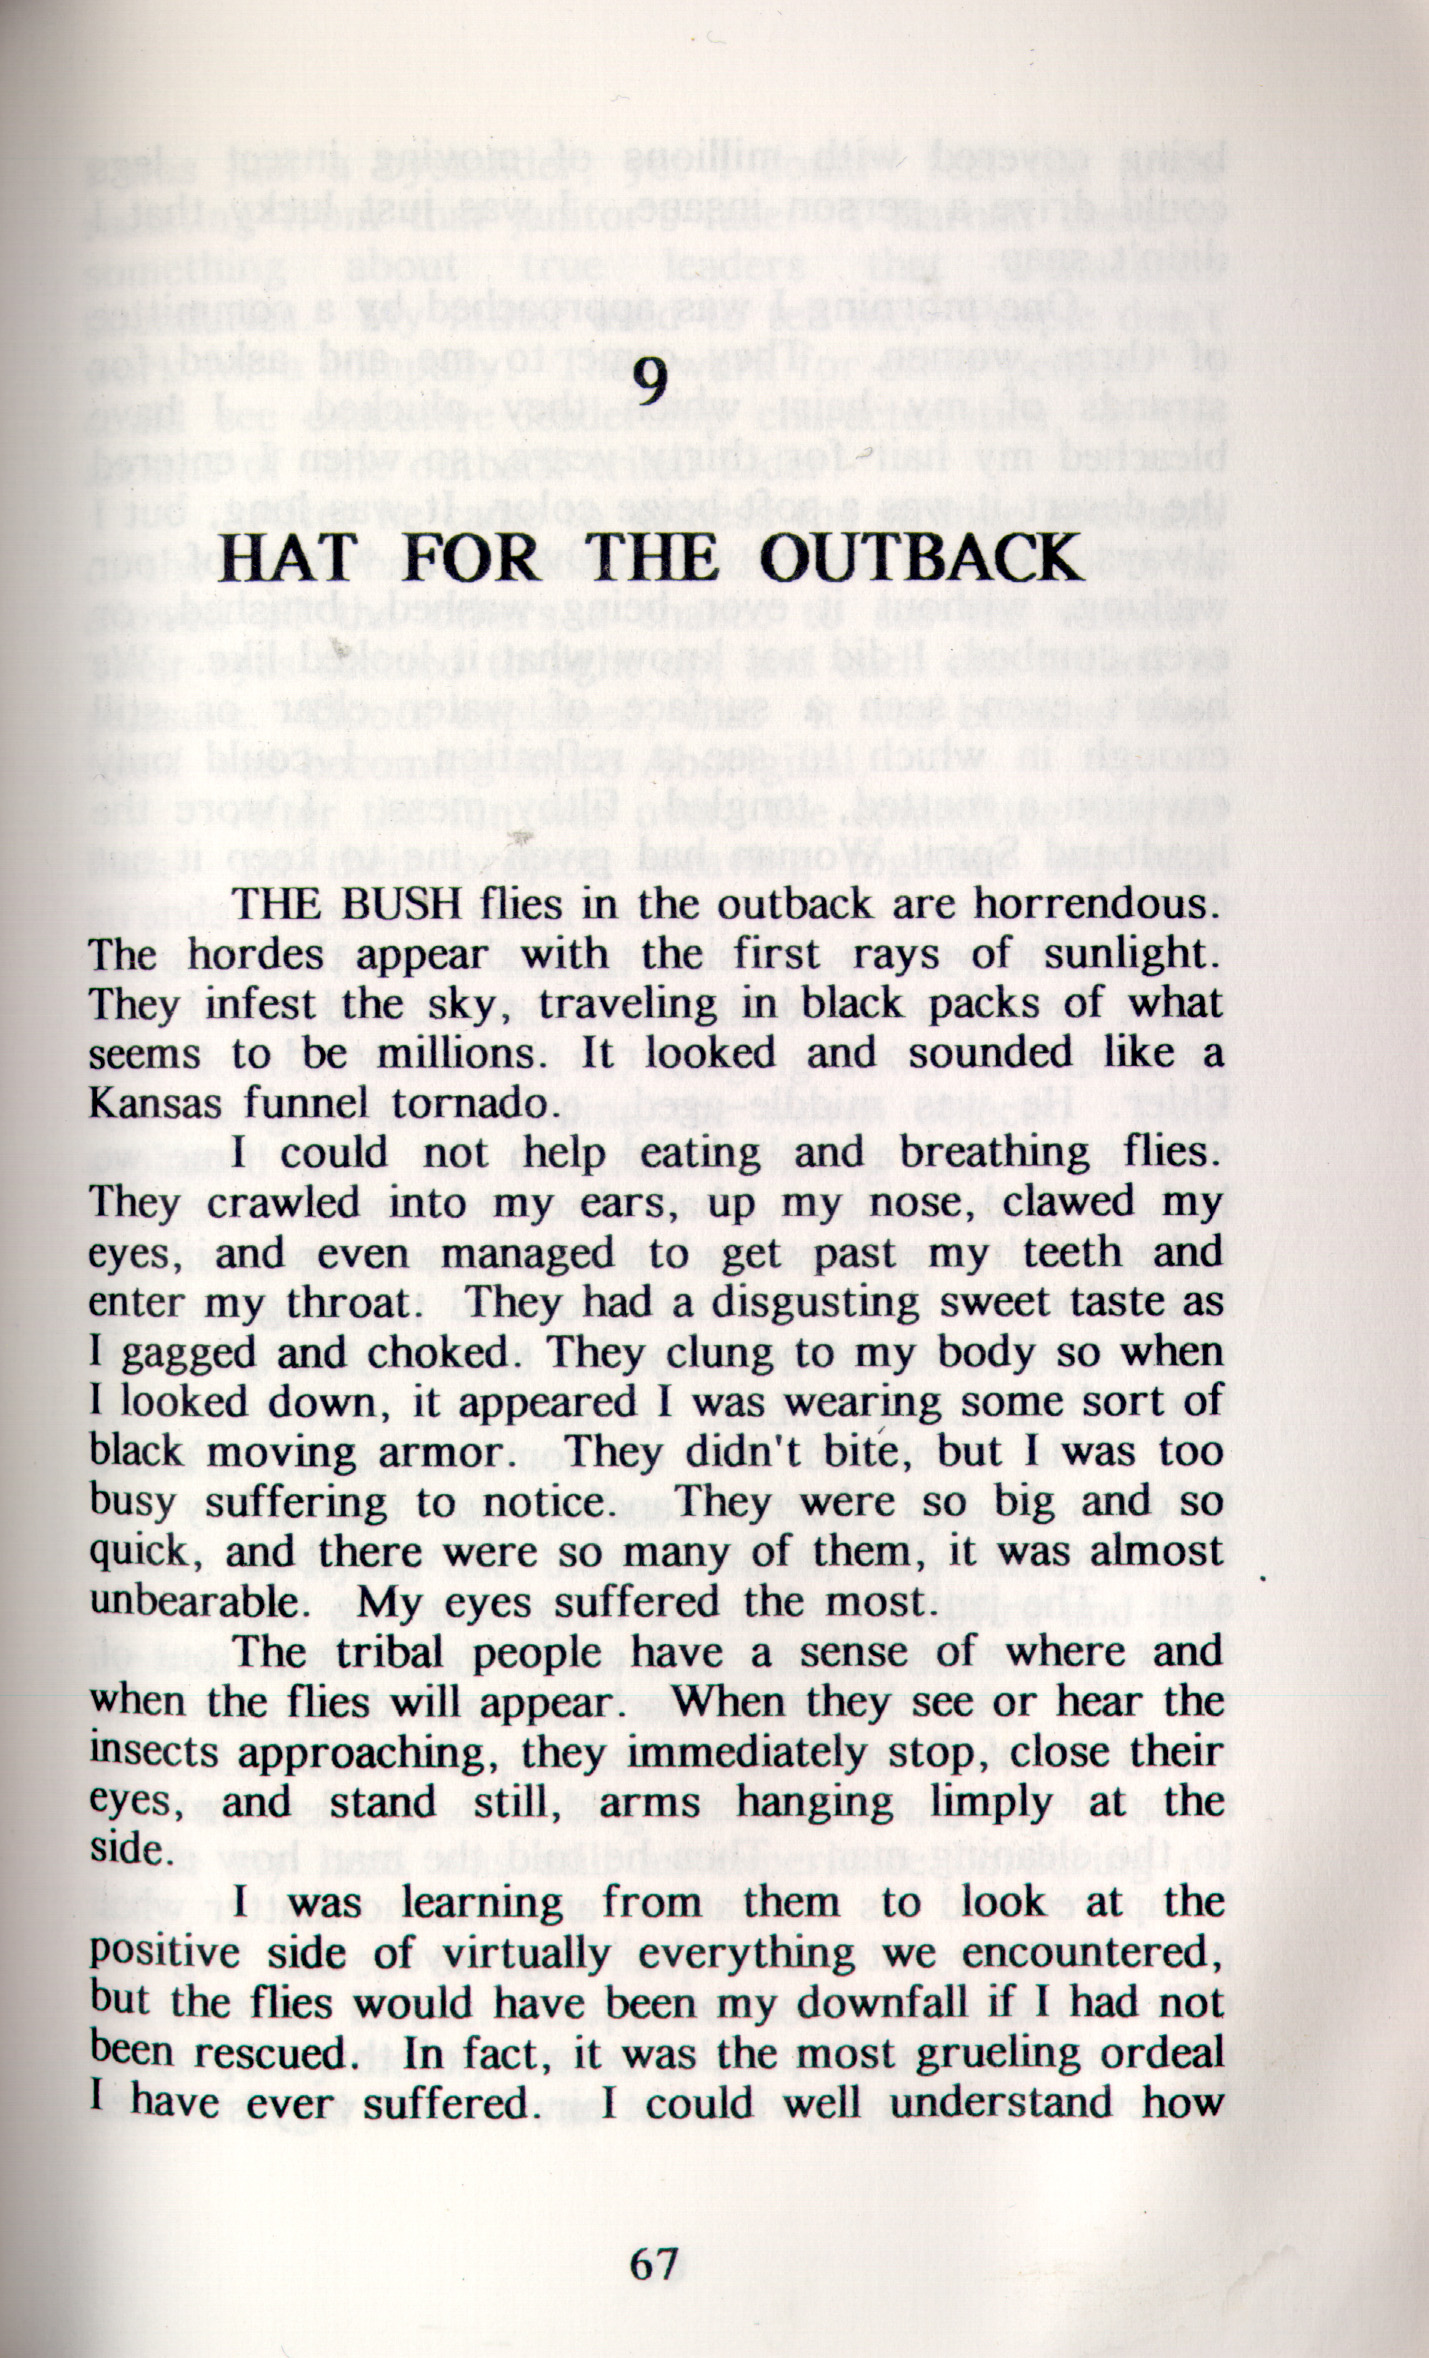 9
HAT FOR THE OUTBACK
THE BUSH flies in the outback are horrendous.
The hordes appear with the first rays of sunlight.
They infest the sky, traveling in black packs of what
seems to be millions. It looked and sounded like a
Kansas funnel tornado.
I could not help eating and breathing flies.
They crawled into my ears, up my nose, clawed my
eyes, and even managed to get past my teeth and
enter my throat. They had a disgusting sweet taste as
I gagged and choked. They clung to my body so when
I looked down, it appeared I was wearing some sort of
black moving armor. They didn't bite, but I was too
busy suffering to notice. They were so big and so
quick, and there were so many of them, it was almost
unbearable. My eyes suffered the most.
The tribal people have a sense of where and
when the flies will appear. When they see or hear the
insects approaching, they immediately stop, close their
eyes, and stand still, arms hanging limply at the
side.
I was learning from them to look at the
positive side of virtually everything we encountered,
but the flies would have been my downfall if I had not
been rescued. In fact, it was the most grueling ordeal
I have ever suffered. I could well understand how
67